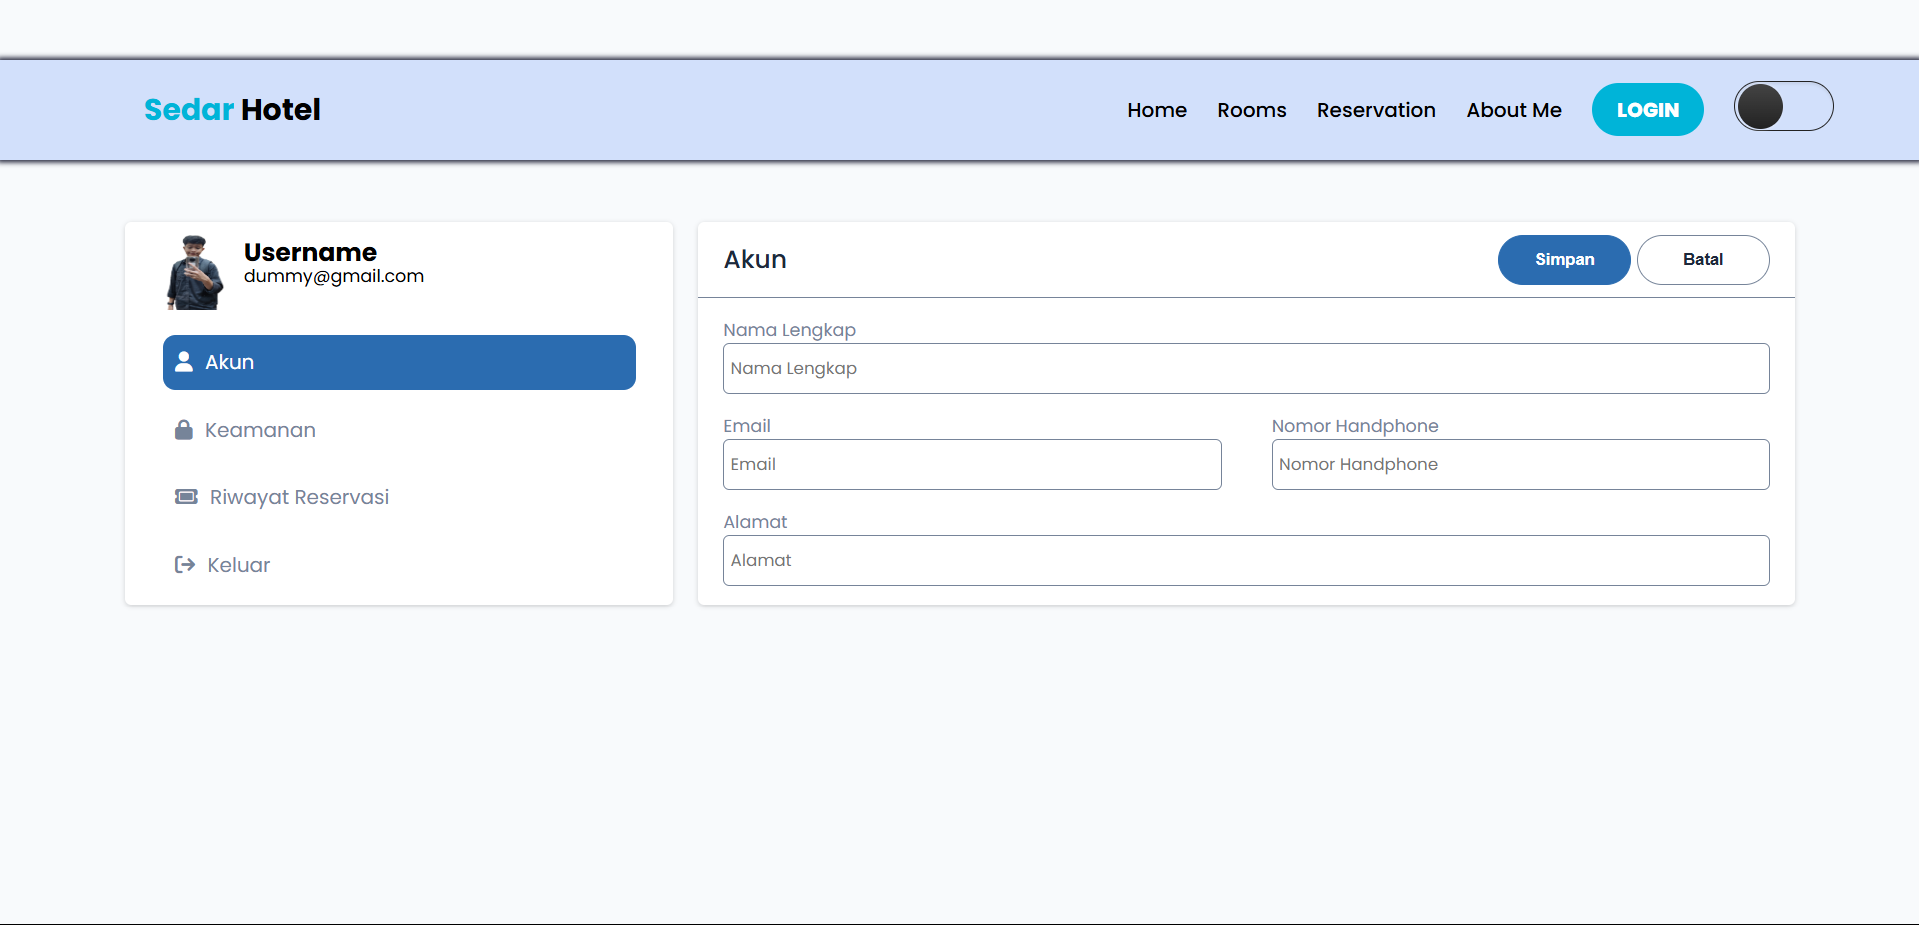 Sedar Hotel
Home
Rooms
Reservation
About Me
LOGIN
Username
dummy@gmail.com
Akun
Keamanan
Riwayat Reservasi
Keluar
Akun
Simpan
Batal
Nama Lengkap
Nama Lengkap
Email
Email
Nomor Handphone
Nomor Handphone
Alamat
Alamat